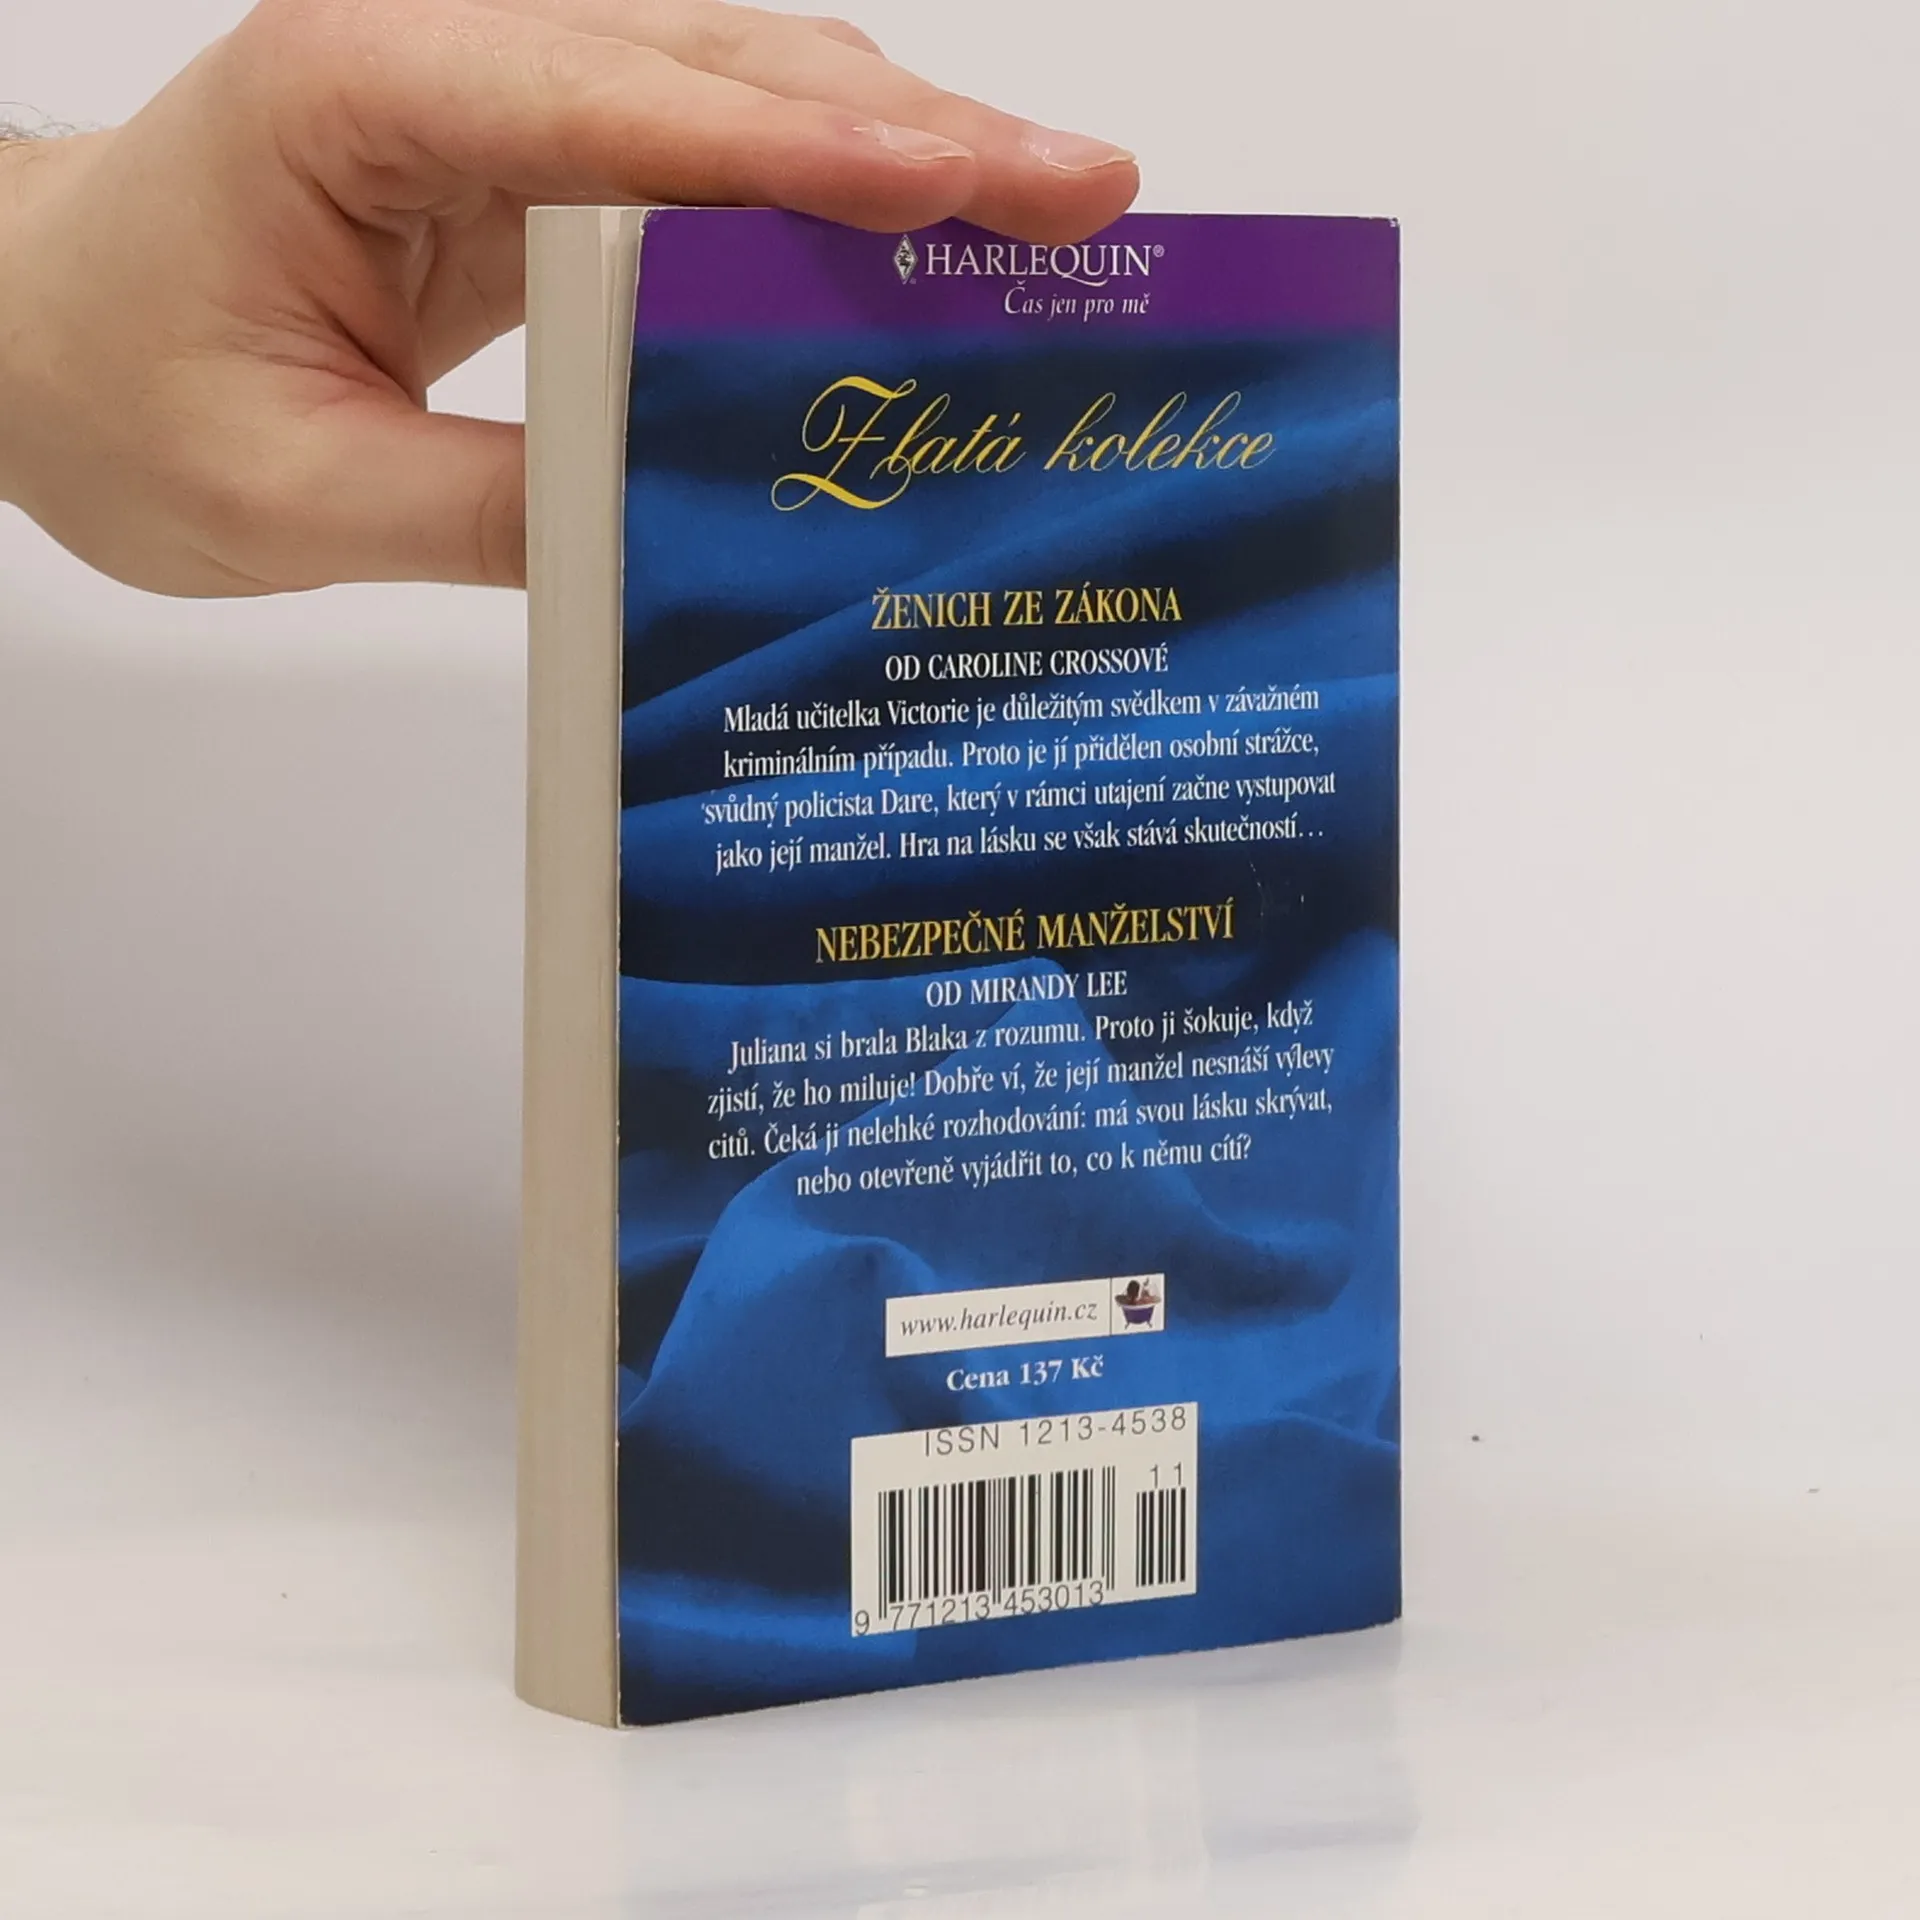 HARLEQUIN®
Čas jen pro mě
Zlatá kolekce
ŽENICH ZE ZÁKONA
OD CAROLINE CROSSOVÉ
Mladá učitelka Victorie je důležitým svědkem v závažném
kriminálním případu. Proto je jí přidělen osobní strážce,
svůdný policista Dare, který v rámci utajení začne vystupovat
jako její manžel. Hra na lásku se však stává skutečností…
NEBEZPEČNÉ MANŽELSTVÍ
OD MIRANDY LEE
Juliana si brala Blaka z rozumu. Proto ji šokuje, když
zjistí, že ho miluje! Dobře ví, že její manžel nesnáší výlevy
citů. Čeká ji nelehké rozhodování: má svou lásku skrývat,
nebo otevřeně vyjádřit to, co k němu cítí?
www.harlequin.cz
Cena 137 Kč
ISSN 1213-4538
11
9 771213 453013